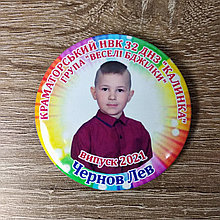 КРАМАТОРСЬКИЙ НВК 32 ДНЗ "КАЛИНКА"
ГРУПА "ВЕСЕЛІ БДЖІЛКИ"
випуск 2021
Чернов Лев